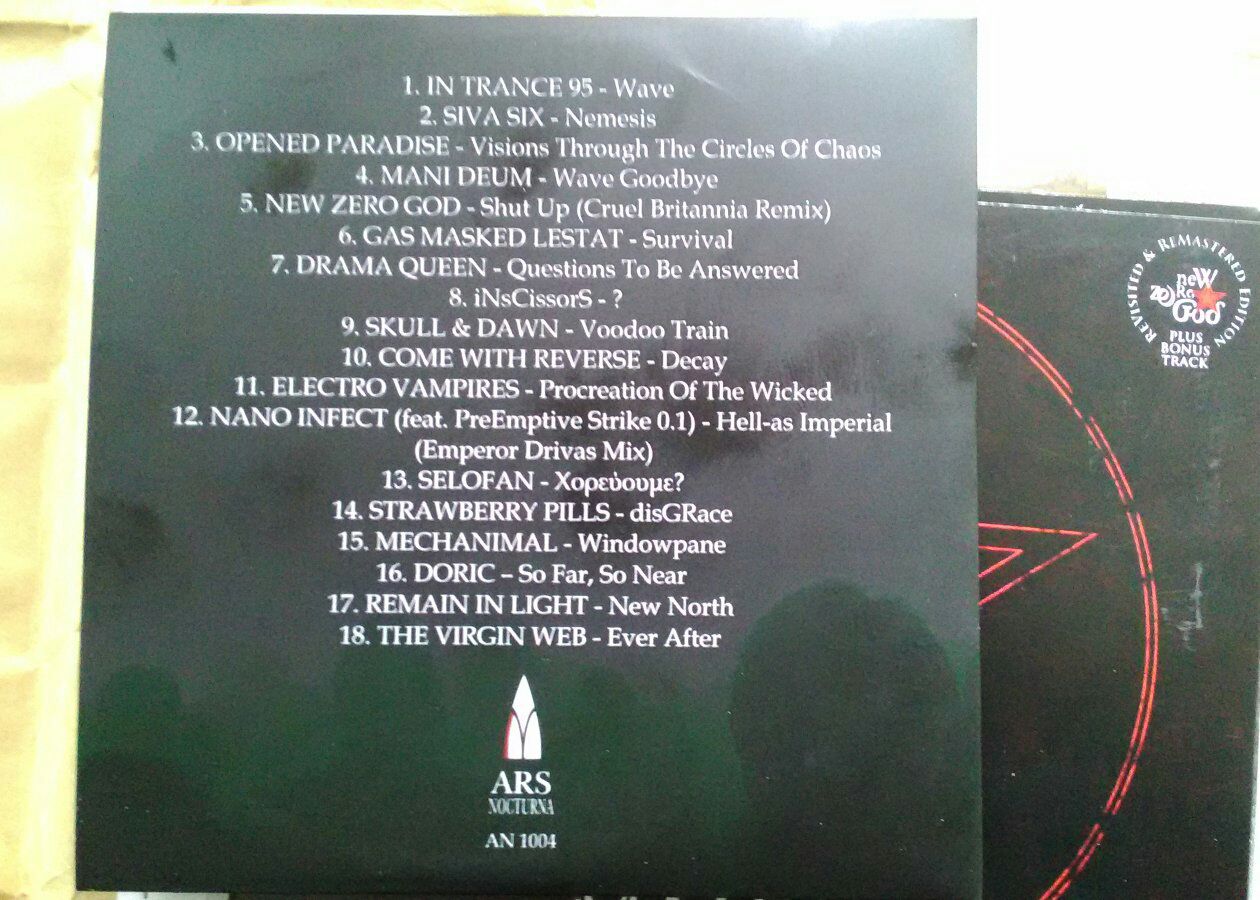 1. IN TRANCE 95 - Wave
2. SIVA SIX - Nemesis
3. OPENED PARADISE - Visions Through The Circles Of Chaos
4. MANI DEUM - Wave Goodbye
5. NEW ZERO GOD - Shut Up (Cruel Britannia Remix)
6. GAS MASKED LESTAT - Survival
7. DRAMA QUEEN - Questions To Be Answered
8. iNsCissorS - ?
9. SKULL & DAWN - Voodoo Train
10. COME WITH REVERSE - Decay
11. ELECTRO VAMPIRES - Procreation Of The Wicked
12. NANO INFECT (feat. PreEmptive Strike 0.1) - Hell-as Imperial
(Emperor Drivas Mix)
13. SELOFAN - Χορεύουμε?
14. STRAWBERRY PILLS - disGRace
15. MECHANIMAL - Windowpane
16. DORIC – So Far, So Near
17. REMAIN IN LIGHT - New North
18. THE VIRGIN WEB - Ever After
ARS
NOCTURNA
AN 1004
REVISITED & REMASTERED EDITION
neW
ZeRo
God
PLUS
BONUS
TRACK